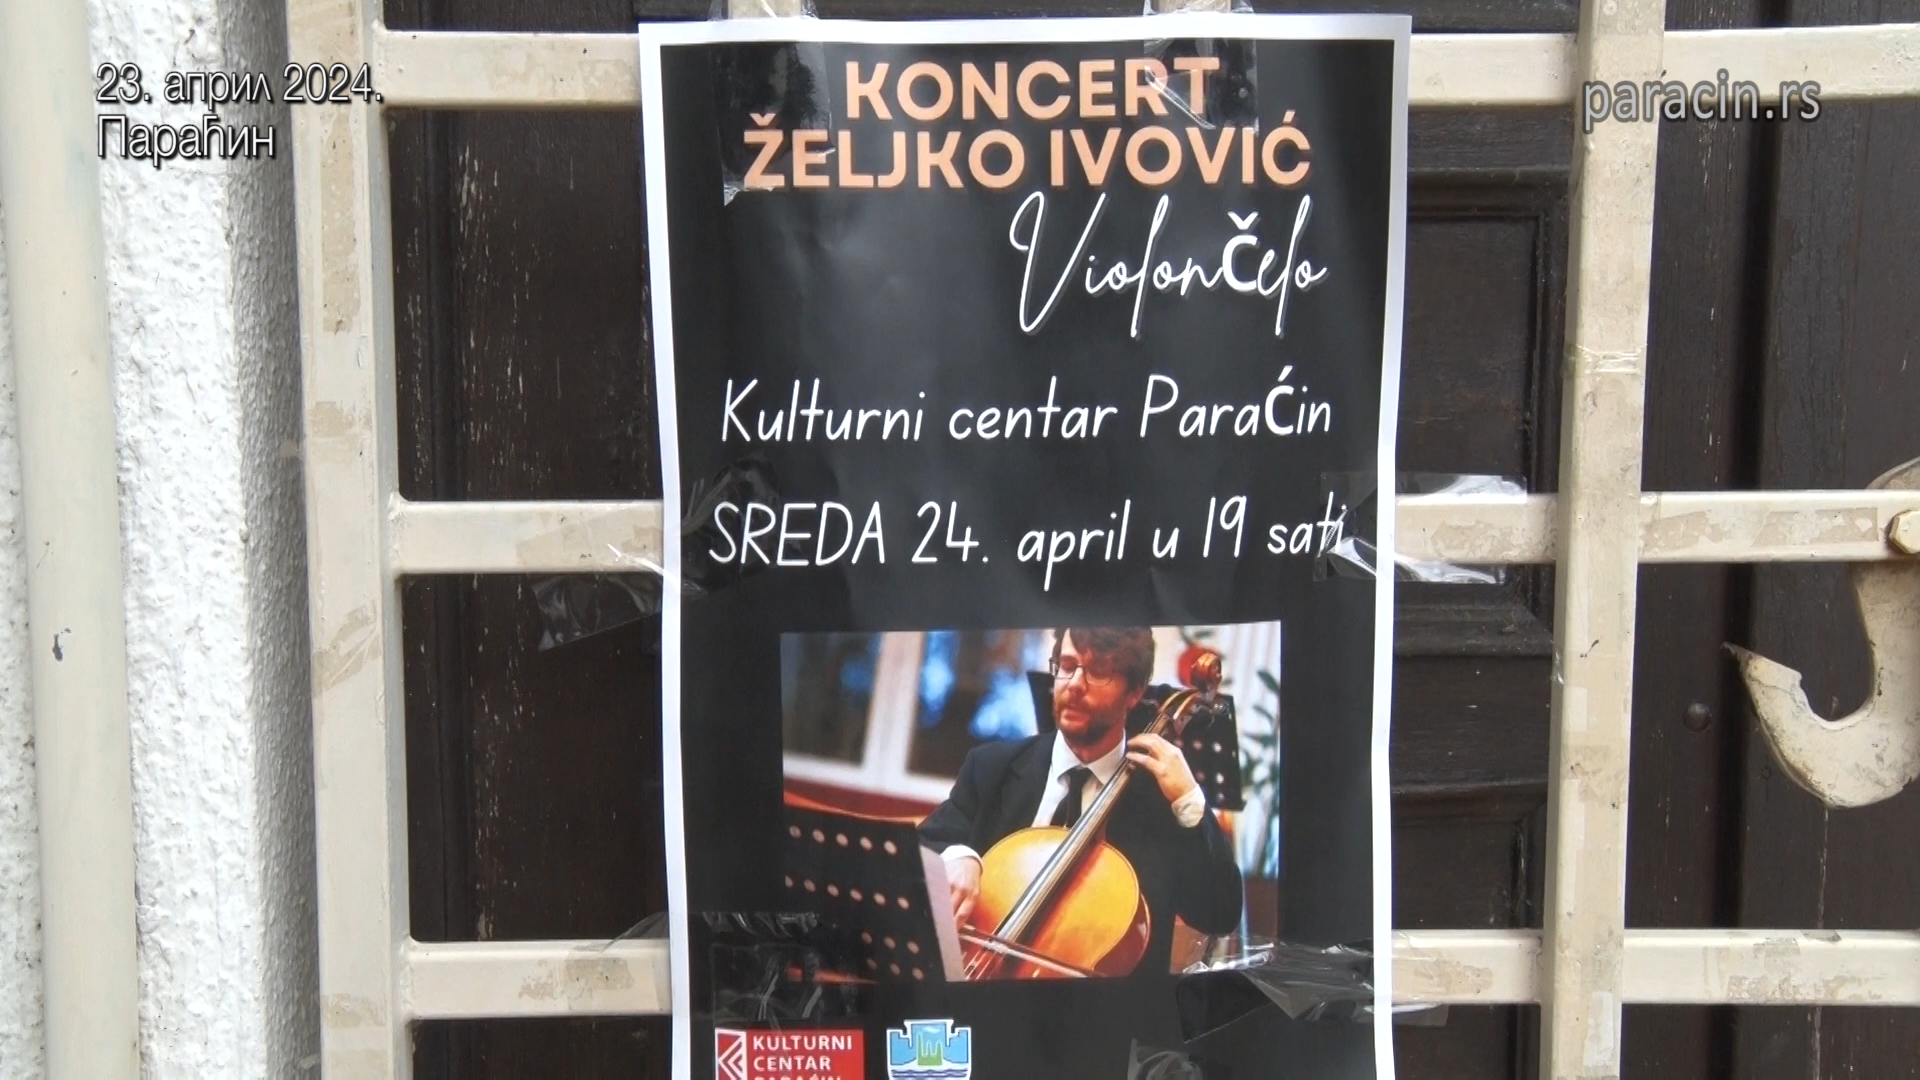 23. април 2024.
Параћин
paracin.rs
KONCERT
ŽELJKO IVOVIĆ
Violončelo
Kulturni centar Paraćin
SREDA 24. april u 19 sati
KULTURNI
CENTAR
PARAĆIN